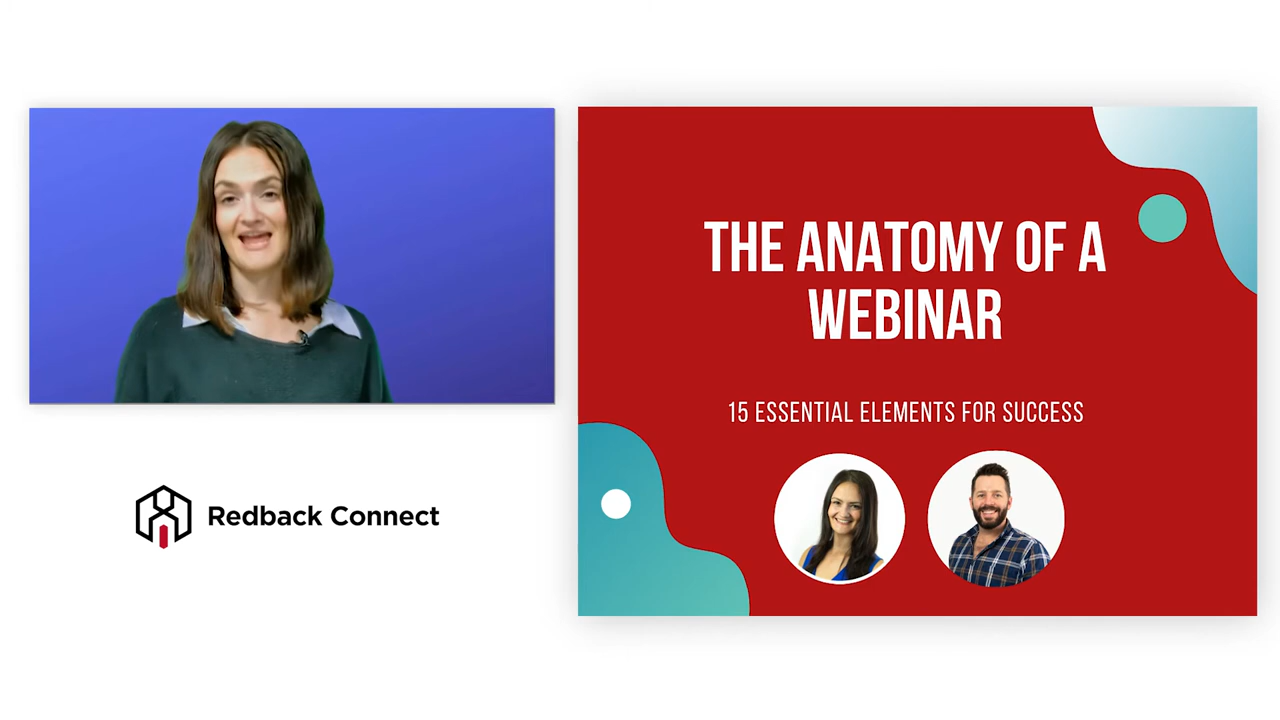 THE ANATOMY OF A
WEBINAR
15 ESSENTIAL ELEMENTS FOR SUCCESS
Redback Connect